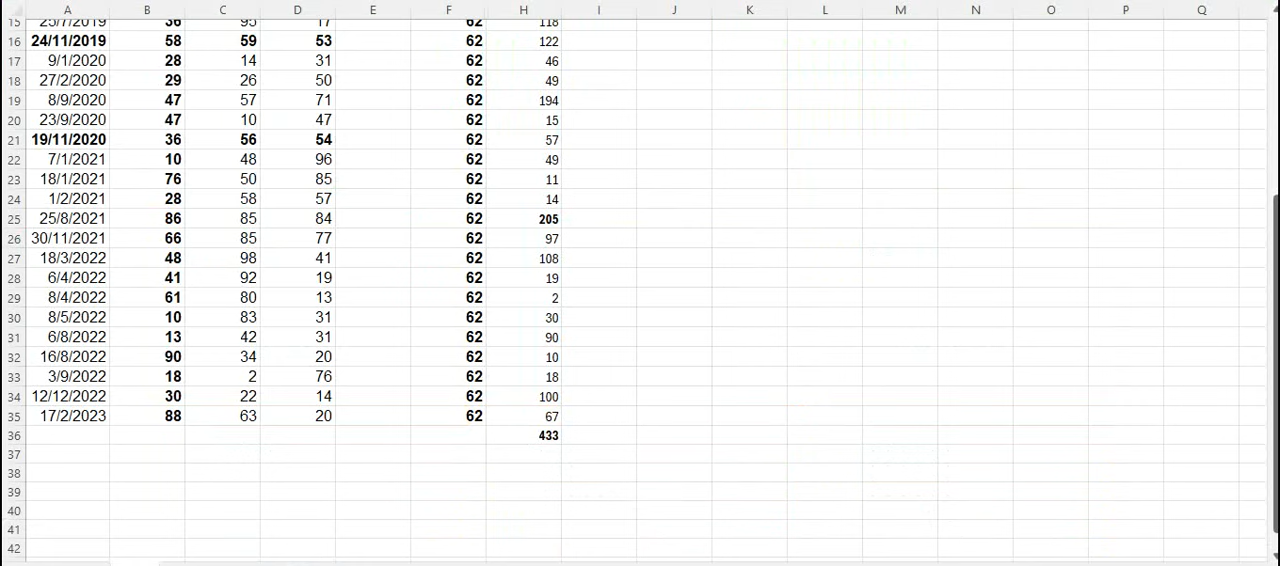 A B C D E F H I J K L M N O P Q
15 25/7/2019 36 95 17 62 118
16 24/11/2019 58 59 53 62 122
17 9/1/2020 28 14 31 62 46
18 27/2/2020 29 26 50 62 49
19 8/9/2020 47 57 71 62 194
20 23/9/2020 47 10 47 62 15
21 19/11/2020 36 56 54 62 57
22 7/1/2021 10 48 96 62 49
23 18/1/2021 76 50 85 62 11
24 1/2/2021 28 58 57 62 14
25 25/8/2021 86 85 84 62 205
26 30/11/2021 66 85 77 62 97
27 18/3/2022 48 98 41 62 108
28 6/4/2022 41 92 19 62 19
29 8/4/2022 61 80 13 62 2
30 8/5/2022 10 83 31 62 30
31 6/8/2022 13 42 31 62 90
32 16/8/2022 90 34 20 62 10
33 3/9/2022 18 2 76 62 18
34 12/12/2022 30 22 14 62 100
35 17/2/2023 88 63 20 62 67
36 433
37
38
39
40
41
42